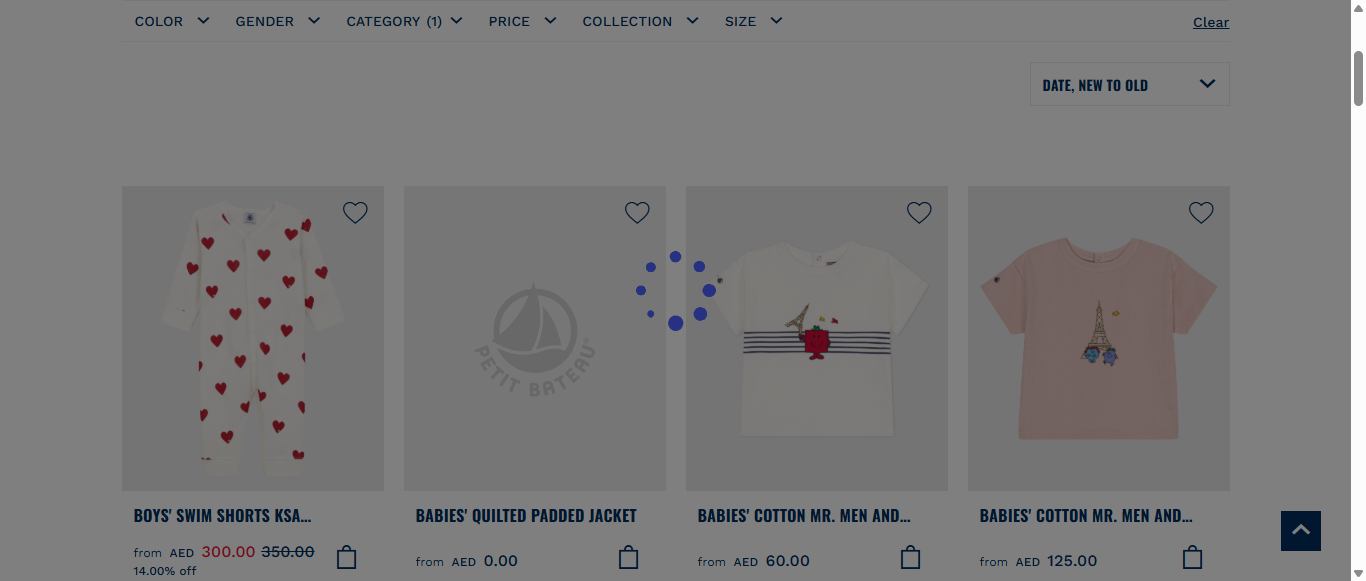 COLOR GENDER CATEGORY (1) PRICE COLLECTION SIZE Clear
DATE, NEW TO OLD
PETIT BATEAU®
BOYS' SWIM SHORTS KSA... BABIES' QUILTED PADDED JACKET BABIES' COTTON MR. MEN AND... BABIES' COTTON MR. MEN AND...
from AED 300.00 350.00 from AED 0.00 from AED 60.00 from AED 125.00
14.00% off